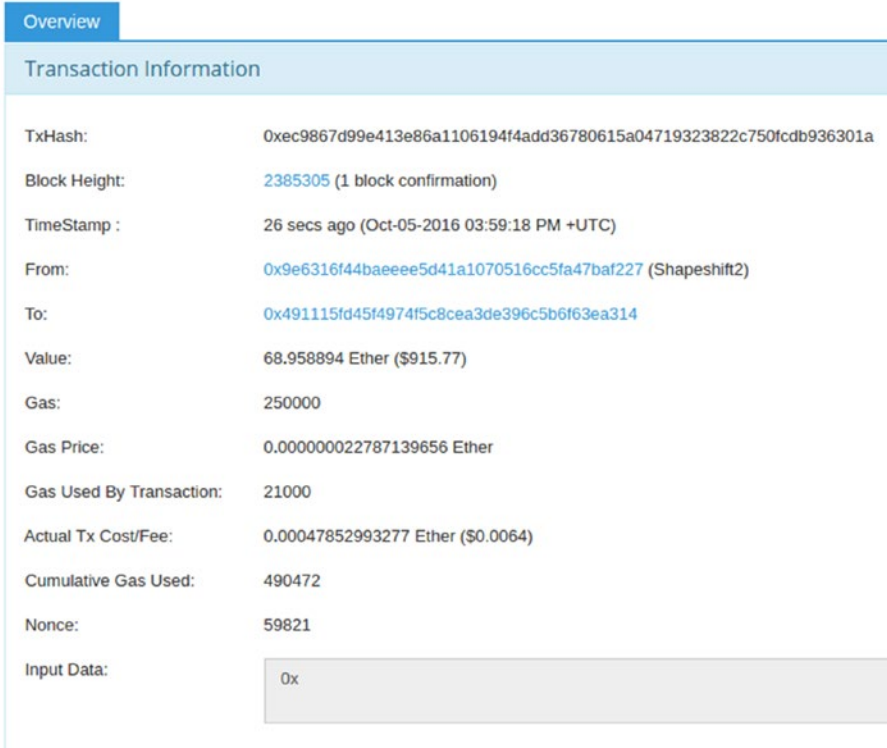 Overview
Transaction Information
TxHash: 0xec9867d99e413e86a1106194f4add36780615a04719323822c750fcdb936301a
Block Height: 2385305 (1 block confirmation)
TimeStamp : 26 secs ago (Oct-05-2016 03:59:18 PM +UTC)
From: 0x9e6316f44baeeee5d41a1070516cc5fa47baf227 (Shapeshift2)
To: 0x491115fd45f4974f5c8cea3de396c5b6f63ea314
Value: 68.958894 Ether ($915.77)
Gas: 250000
Gas Price: 0.000000022787139656 Ether
Gas Used By Transaction: 21000
Actual Tx Cost/Fee: 0.00047852993277 Ether ($0.0064)
Cumulative Gas Used: 490472
Nonce: 59821
Input Data: 0x